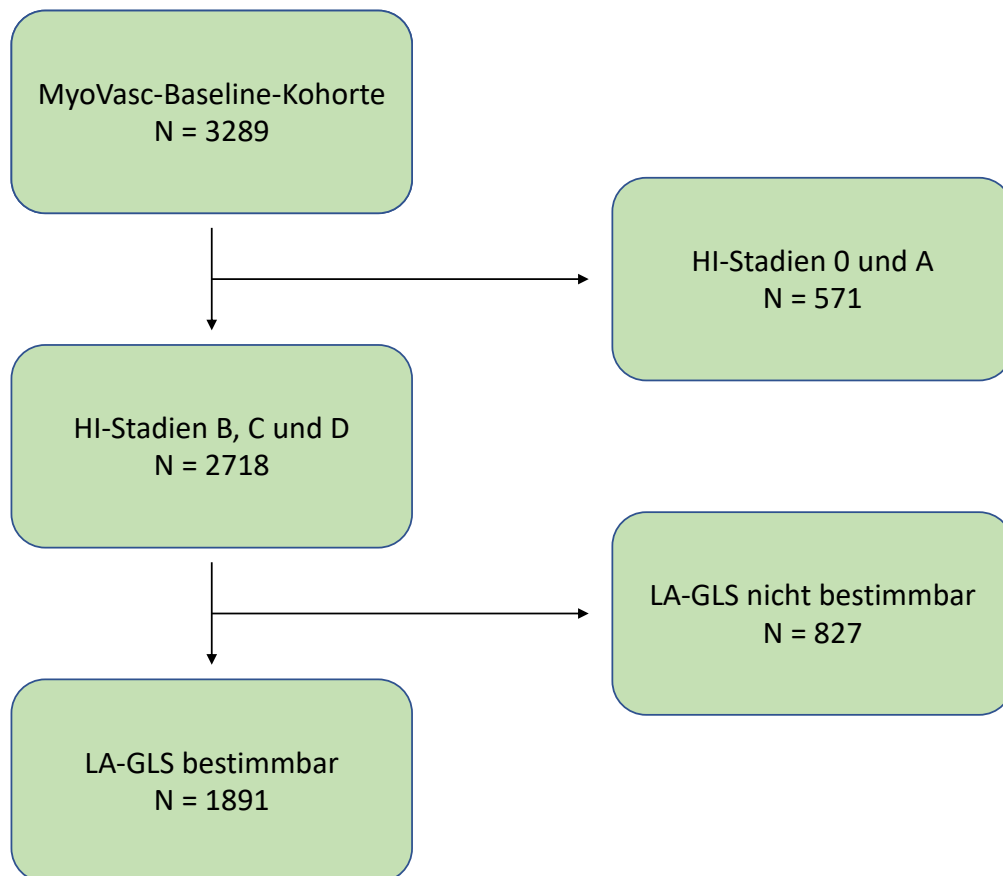 MyoVasc-Baseline-Kohorte
N = 3289
HI-Stadien 0 und A
N = 571
HI-Stadien B, C und D
N = 2718
LA-GLS nicht bestimmbar
N = 827
LA-GLS bestimmbar
N = 1891